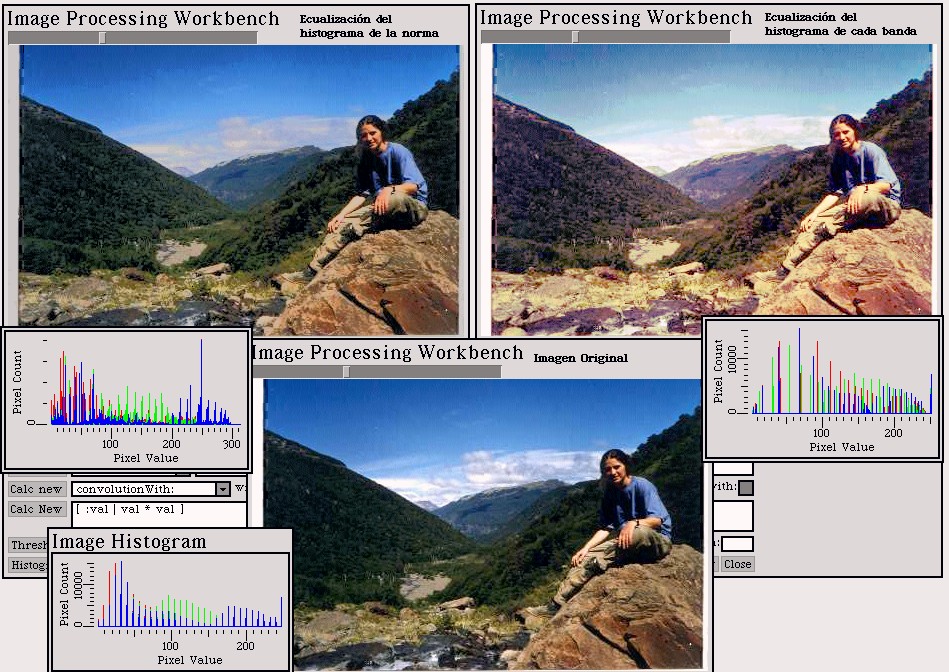 Image Processing Workbench
Ecualización del
histograma de la norma
Image Processing Workbench
Ecualización del
histograma de cada banda
Pixel Count
0
100
200
300
Pixel Value
Image Processing Workbench
Imagen Original
Pixel Count
10000
0
100
200
Pixel Value
Calc new
convolutionWith:
Calc New
[ :val | val * val ]
Thresh
Histog
Close
Image Histogram
Pixel Count
10000
0
100
200
Pixel Value